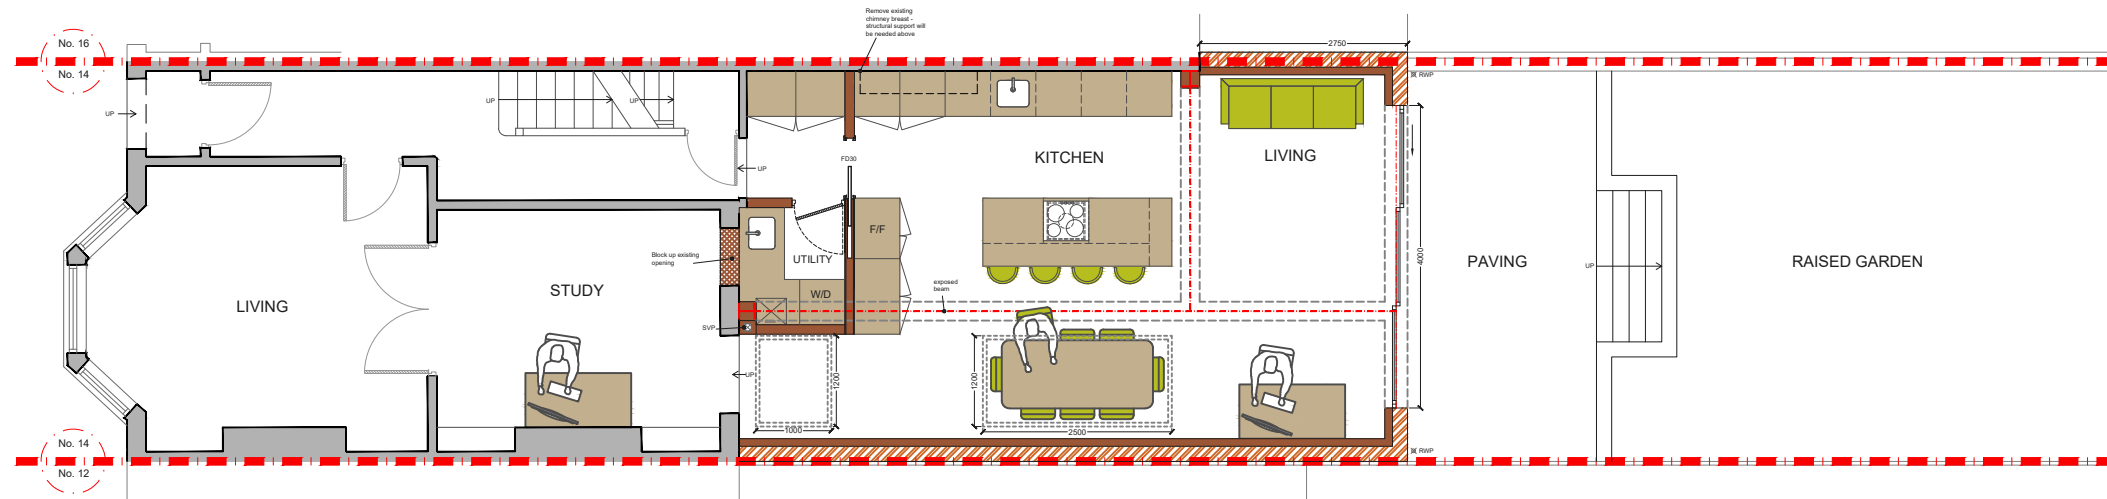 Remove existing
chimney breast -
structural support will
be needed above
No. 16
No. 14
2750
RWP
UP
UP
UP
UP
FD30
KITCHEN
LIVING
F/F
UTILITY
Block up existing
opening
W/D
exposed
beam
SVP
LIVING
STUDY
UP
1200
1000
1200
2500
4000
PAVING
UP
RAISED GARDEN
No. 14
No. 12
RWP